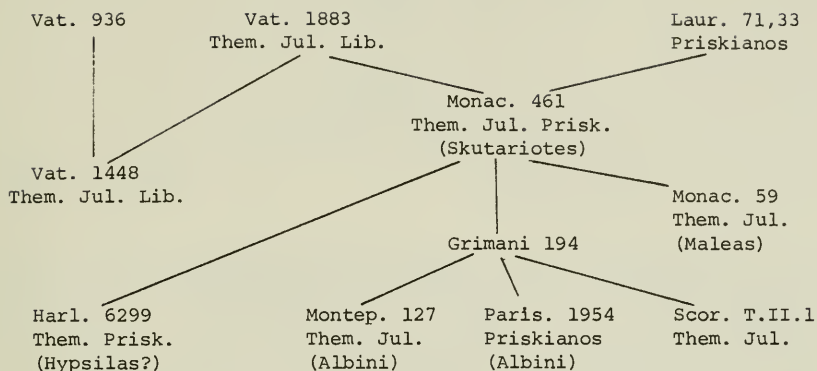 Vat. 936
Vat. 1883
Them. Jul. Lib.
Laur. 71,33
Priskianos
Monac. 461
Them. Jul. Prisk.
(Skutariotes)
Vat. 1448
Them. Jul. Lib.
Monac. 59
Them. Jul.
(Maleas)
Grimani 194
Harl. 6299
Them. Prisk.
(Hypsilas?)
Montep. 127
Them. Jul.
(Albini)
Paris. 1954
Priskianos
(Albini)
Scor. T.II.1
Them. Jul.